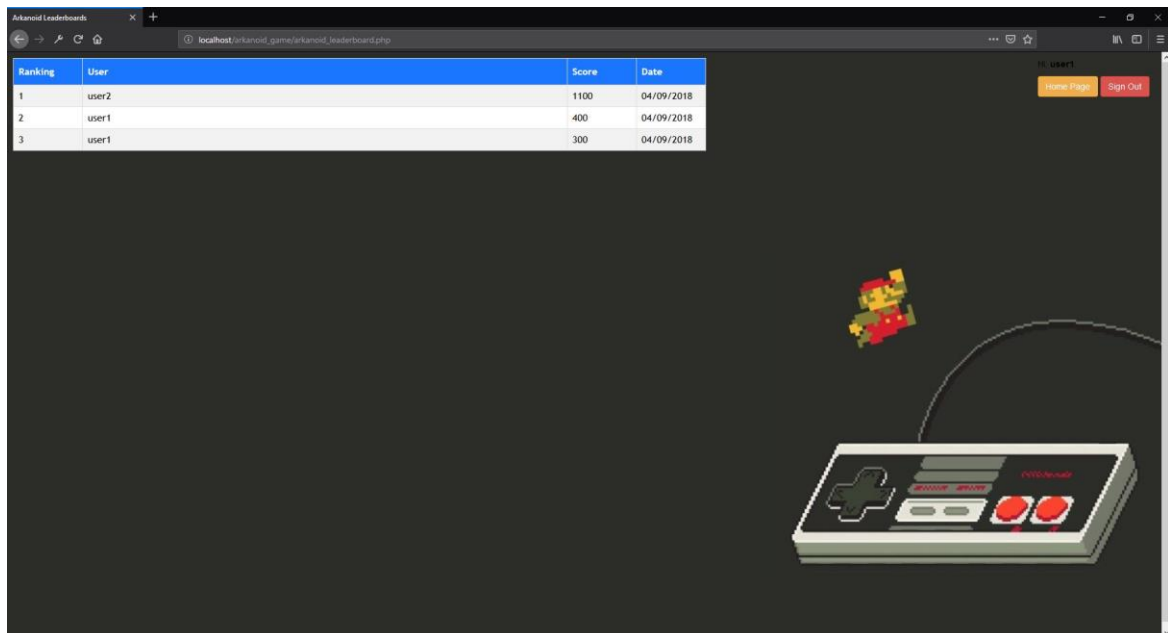 Arkanoid Leaderboards
localhost/arkanoid_game/arkanoid_leaderboard.php
Hi, user1.
Home Page Sign Out
Ranking User Score Date
1 user2 1100 04/09/2018
2 user1 400 04/09/2018
3 user1 300 04/09/2018